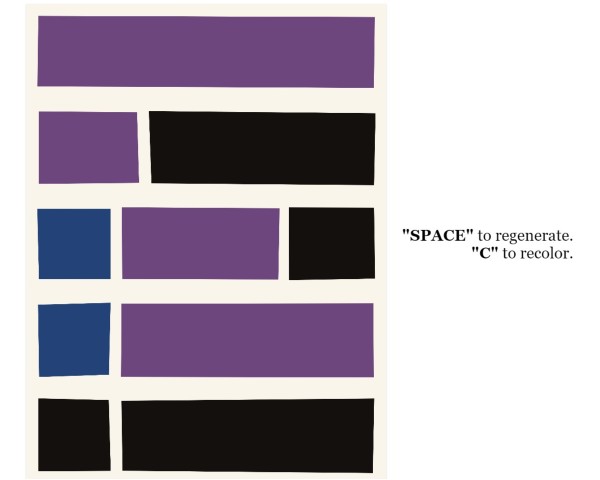 "SPACE" to regenerate.
"C" to recolor.